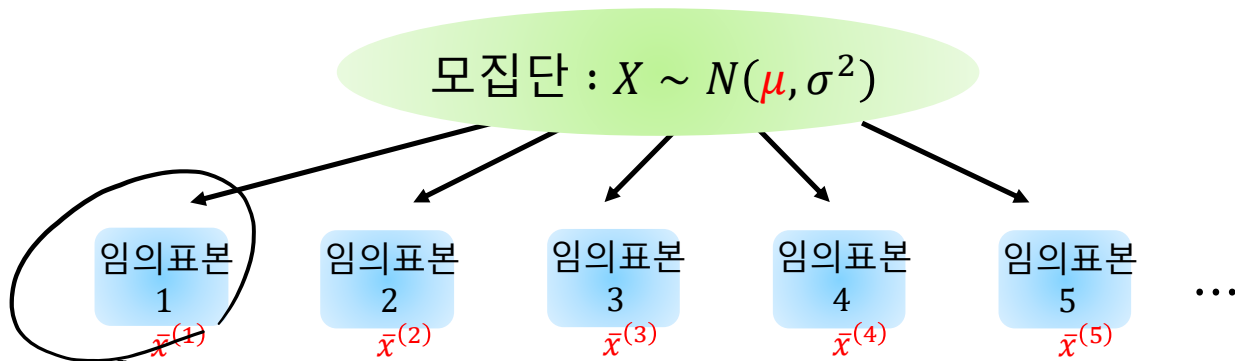 모집단 : X ~ N(μ, σ²)
임의표본 임의표본 임의표본 임의표본 임의표본
1 2 3 4 5 …
x̄⁽¹⁾ x̄⁽²⁾ x̄⁽³⁾ x̄⁽⁴⁾ x̄⁽⁵⁾